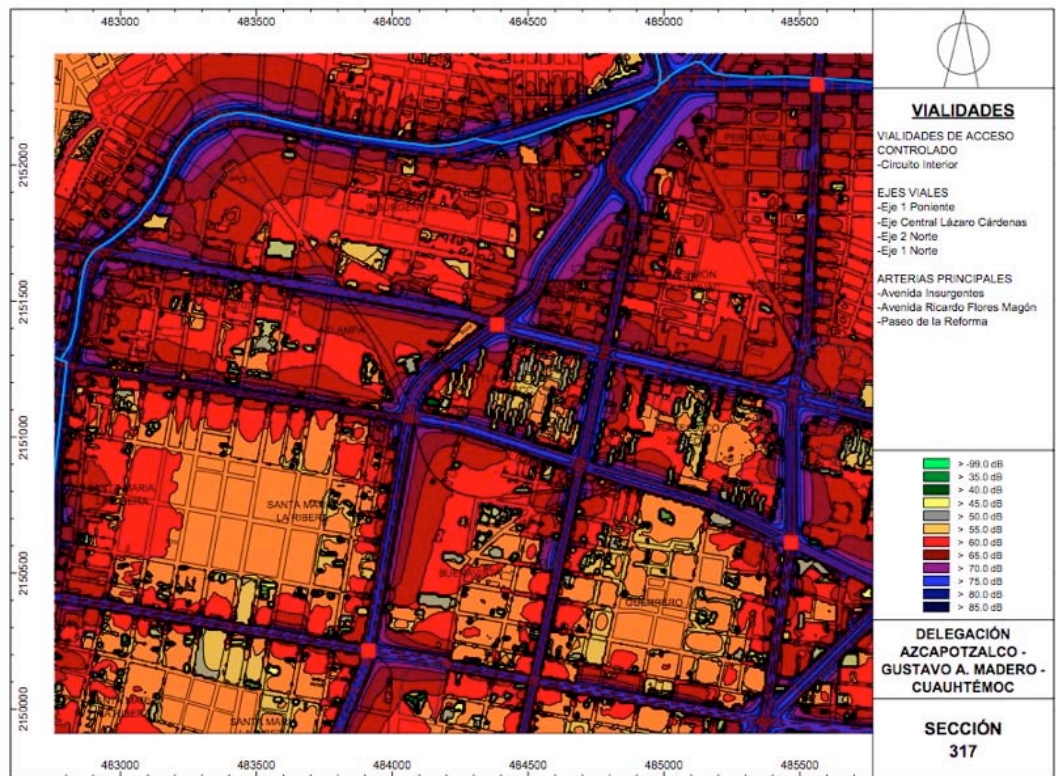 483000 483500 484000 484500 485000 485500
2152000
2151500
2151000
2150500
2150000
SANTA MARIA
LA RIBERA
GUERRERO
SANTA MARIA
483000 483500 484000 484500 485000 485500
VIALIDADES
VIALIDADES DE ACCESO
CONTROLADO
-Circuito Interior
EJES VIALES
-Eje 1 Poniente
-Eje Central Lázaro Cárdenas
-Eje 2 Norte
-Eje 1 Norte
ARTERIAS PRINCIPALES
-Avenida Insurgentes
-Avenida Ricardo Flores Magón
-Paseo de la Reforma
> -99.0 dB
> 35.0 dB
> 40.0 dB
> 45.0 dB
> 50.0 dB
> 55.0 dB
> 60.0 dB
> 65.0 dB
> 70.0 dB
> 75.0 dB
> 80.0 dB
> 85.0 dB
DELEGACIÓN
AZCAPOTZALCO -
GUSTAVO A. MADERO -
CUAUHTÉMOC
SECCIÓN
317